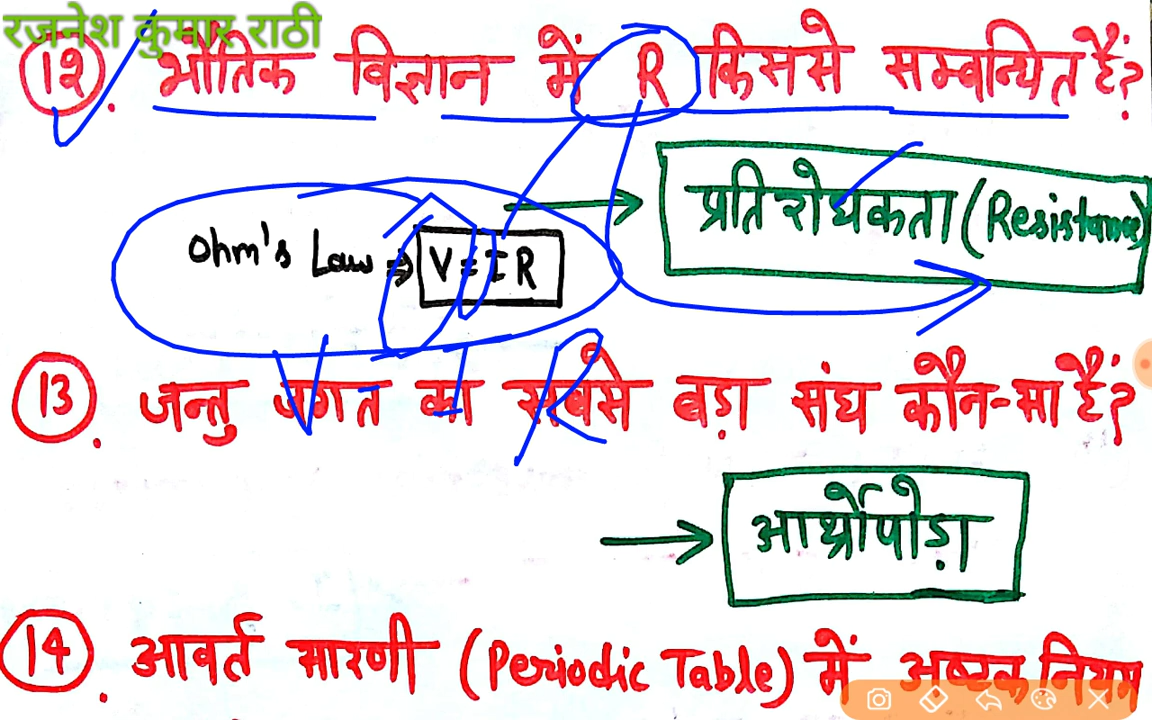 रजनेश कुमार राठी
12. भौतिक विज्ञान में R किससे सम्बन्धित हैं?
प्रतिरोधकता (Resistance)
Ohm's Law ⇒ V = IR
V I R
13. जन्तु जगत का सबसे बड़ा संघ कौन-सा हैं?
→ आर्थ्रोपोड़ा
14. आवर्त सारणी (Periodic Table) में अष्टक नियम